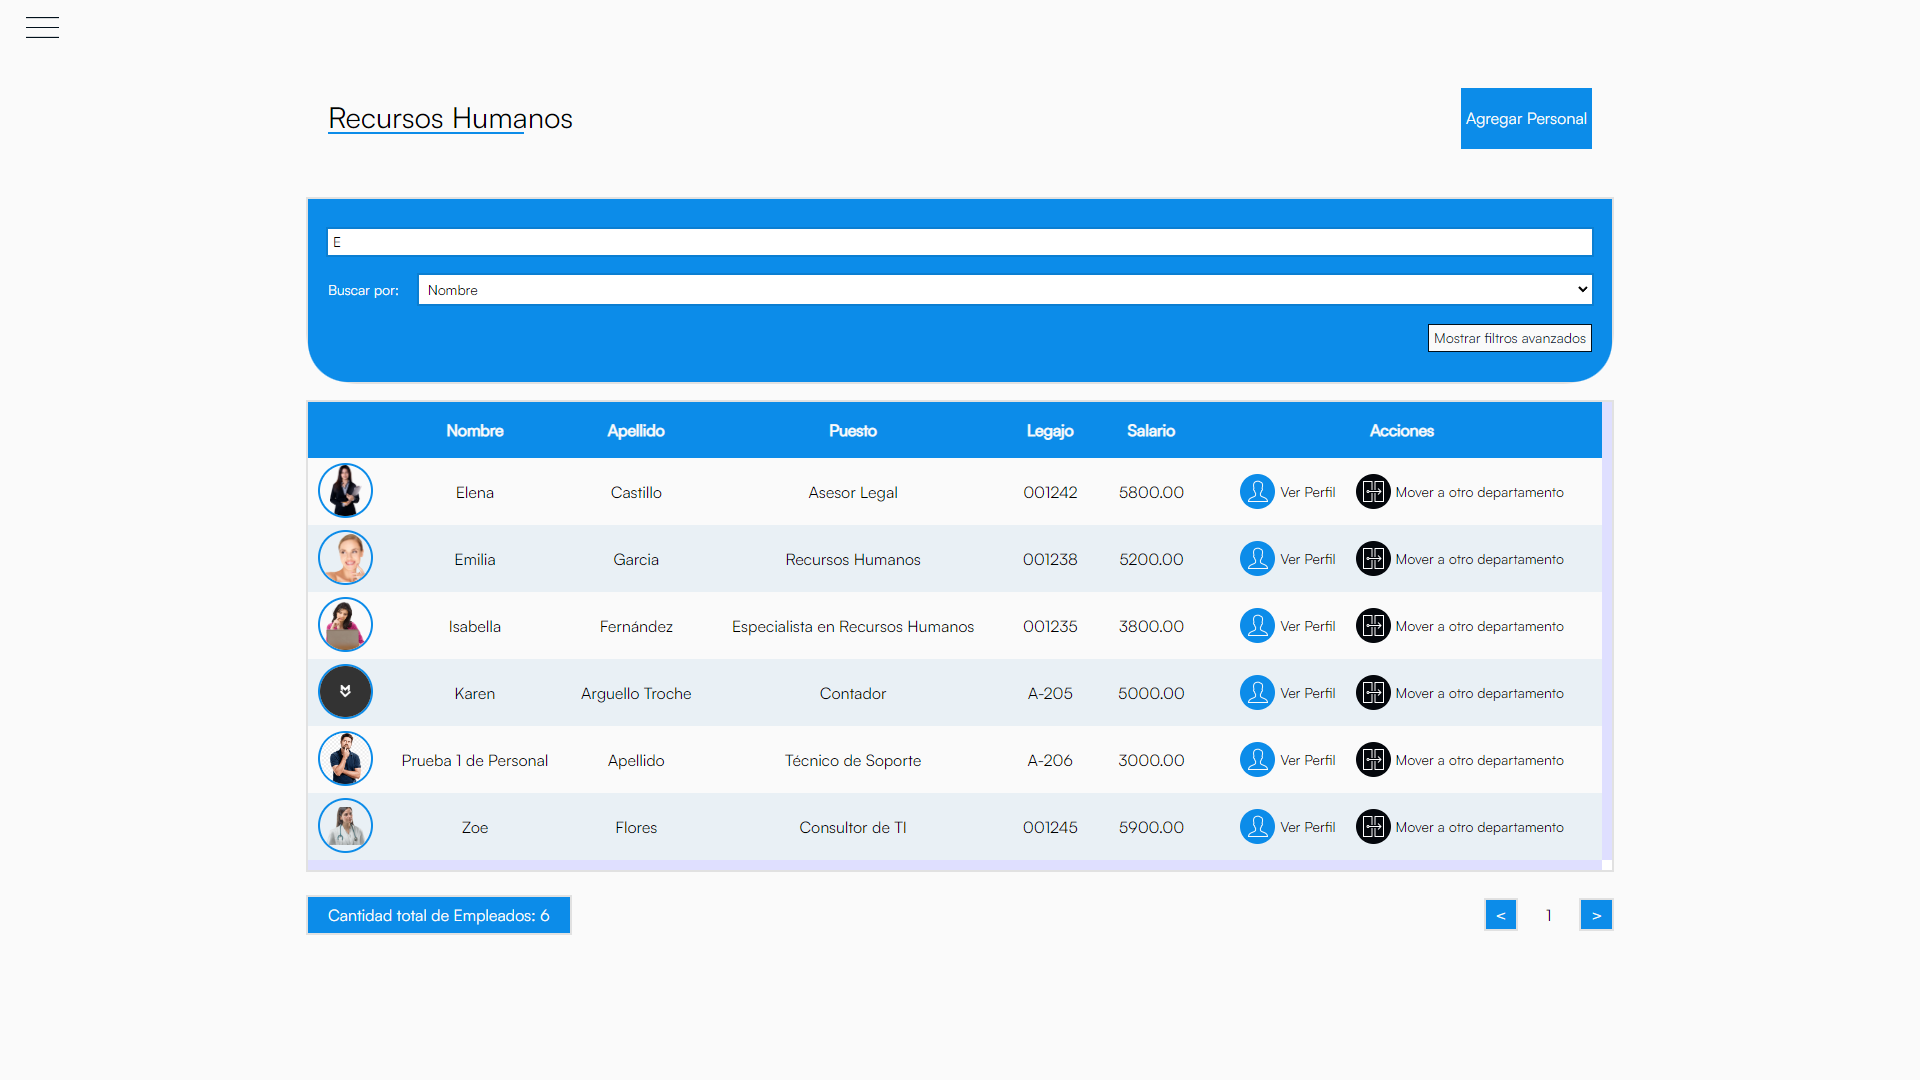 Recursos Humanos
Agregar Personal
E
Buscar por: Nombre
Mostrar filtros avanzados
Nombre Apellido Puesto Legajo Salario Acciones
Elena Castillo Asesor Legal 001242 5800.00 Ver Perfil Mover a otro departamento
Emilia Garcia Recursos Humanos 001238 5200.00 Ver Perfil Mover a otro departamento
Isabella Fernández Especialista en Recursos Humanos 001235 3800.00 Ver Perfil Mover a otro departamento
Karen Arguello Troche Contador A-205 5000.00 Ver Perfil Mover a otro departamento
Prueba 1 de Personal Apellido Técnico de Soporte A-206 3000.00 Ver Perfil Mover a otro departamento
Zoe Flores Consultor de TI 001245 5900.00 Ver Perfil Mover a otro departamento
Cantidad total de Empleados: 6
< 1 >